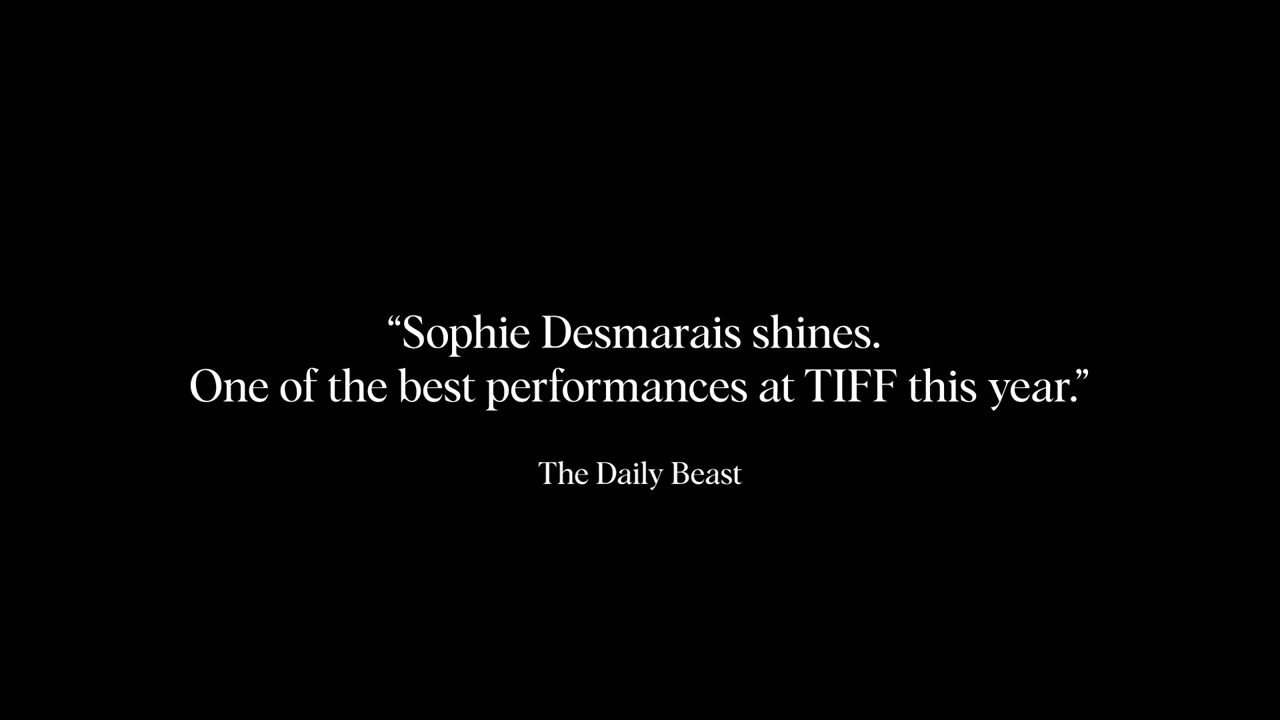 “Sophie Desmarais shines.
One of the best performances at TIFF this year.”
The Daily Beast